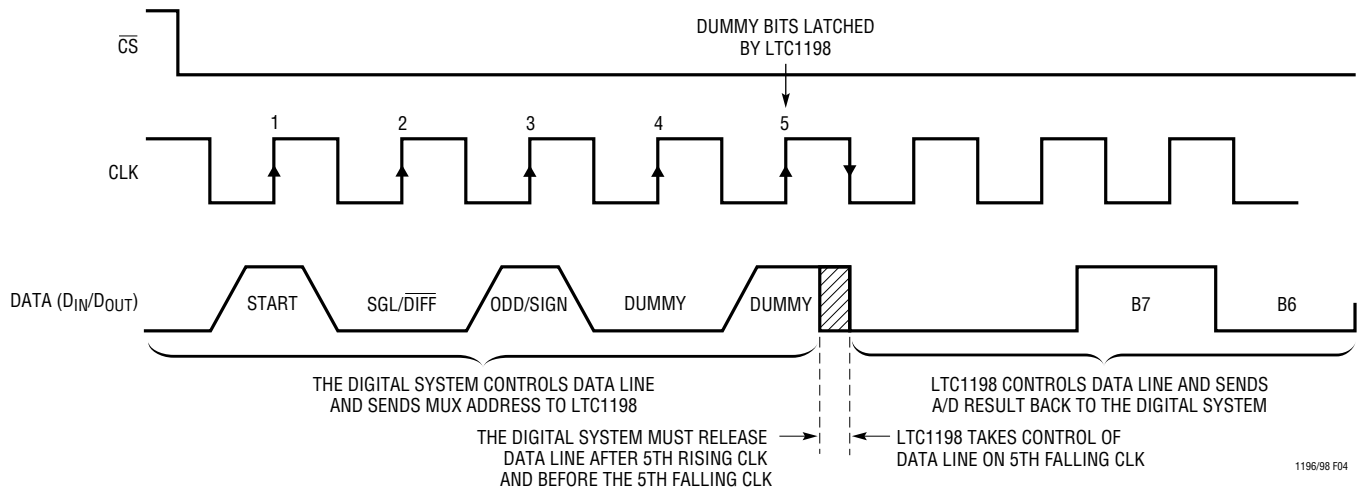 DUMMY BITS LATCHED
BY LTC1198
C̅S̅
1 2 3 4 5
CLK
DATA (DIN/DOUT)
START SGL/D̅I̅F̅F̅ ODD/SIGN DUMMY DUMMY B7 B6
THE DIGITAL SYSTEM CONTROLS DATA LINE
AND SENDS MUX ADDRESS TO LTC1198
LTC1198 CONTROLS DATA LINE AND SENDS
A/D RESULT BACK TO THE DIGITAL SYSTEM
THE DIGITAL SYSTEM MUST RELEASE
DATA LINE AFTER 5TH RISING CLK
AND BEFORE THE 5TH FALLING CLK
LTC1198 TAKES CONTROL OF
DATA LINE ON 5TH FALLING CLK
1196/98 F04